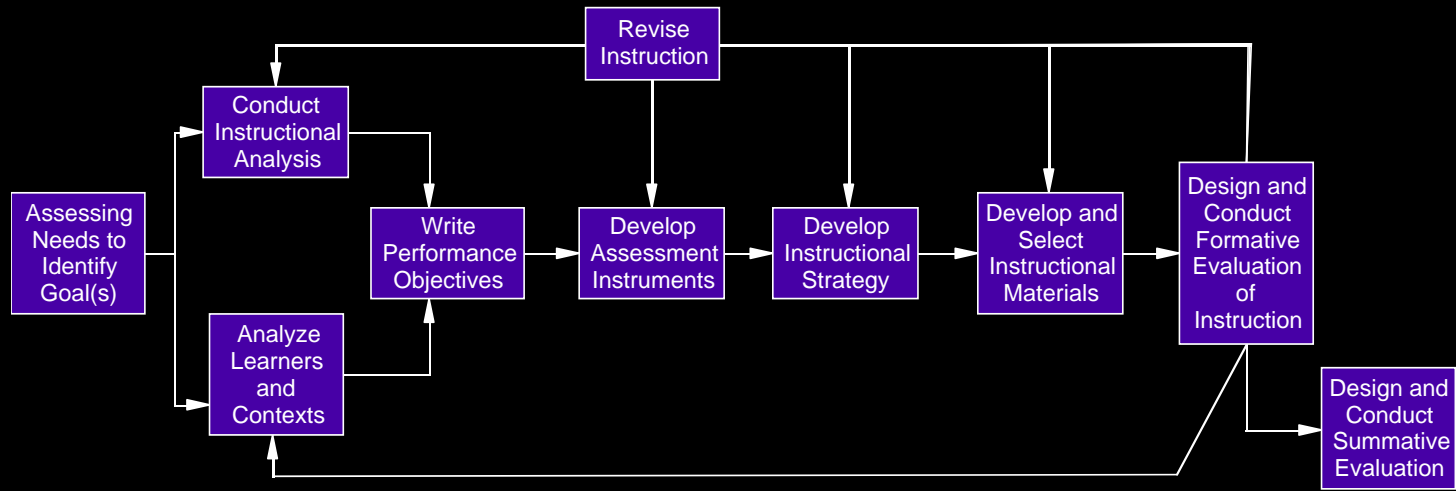 Revise
Instruction
Conduct
Instructional
Analysis
Assessing
Needs to
Identify
Goal(s)
Write
Performance
Objectives
Develop
Assessment
Instruments
Develop
Instructional
Strategy
Develop and
Select
Instructional
Materials
Design and
Conduct
Formative
Evaluation
of
Instruction
Analyze
Learners
and
Contexts
Design and
Conduct
Summative
Evaluation